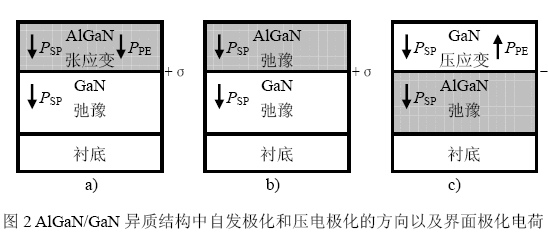 AlGaN
P_SP P_PE
张应变
+ σ
GaN
P_SP
弛豫
衬底
a)
AlGaN
P_SP
弛豫
+ σ
GaN
P_SP
弛豫
衬底
b)
GaN
P_SP P_PE
压应变
−
AlGaN
P_SP
弛豫
衬底
c)
图 2 AlGaN/GaN 异质结构中自发极化和压电极化的方向以及界面极化电荷